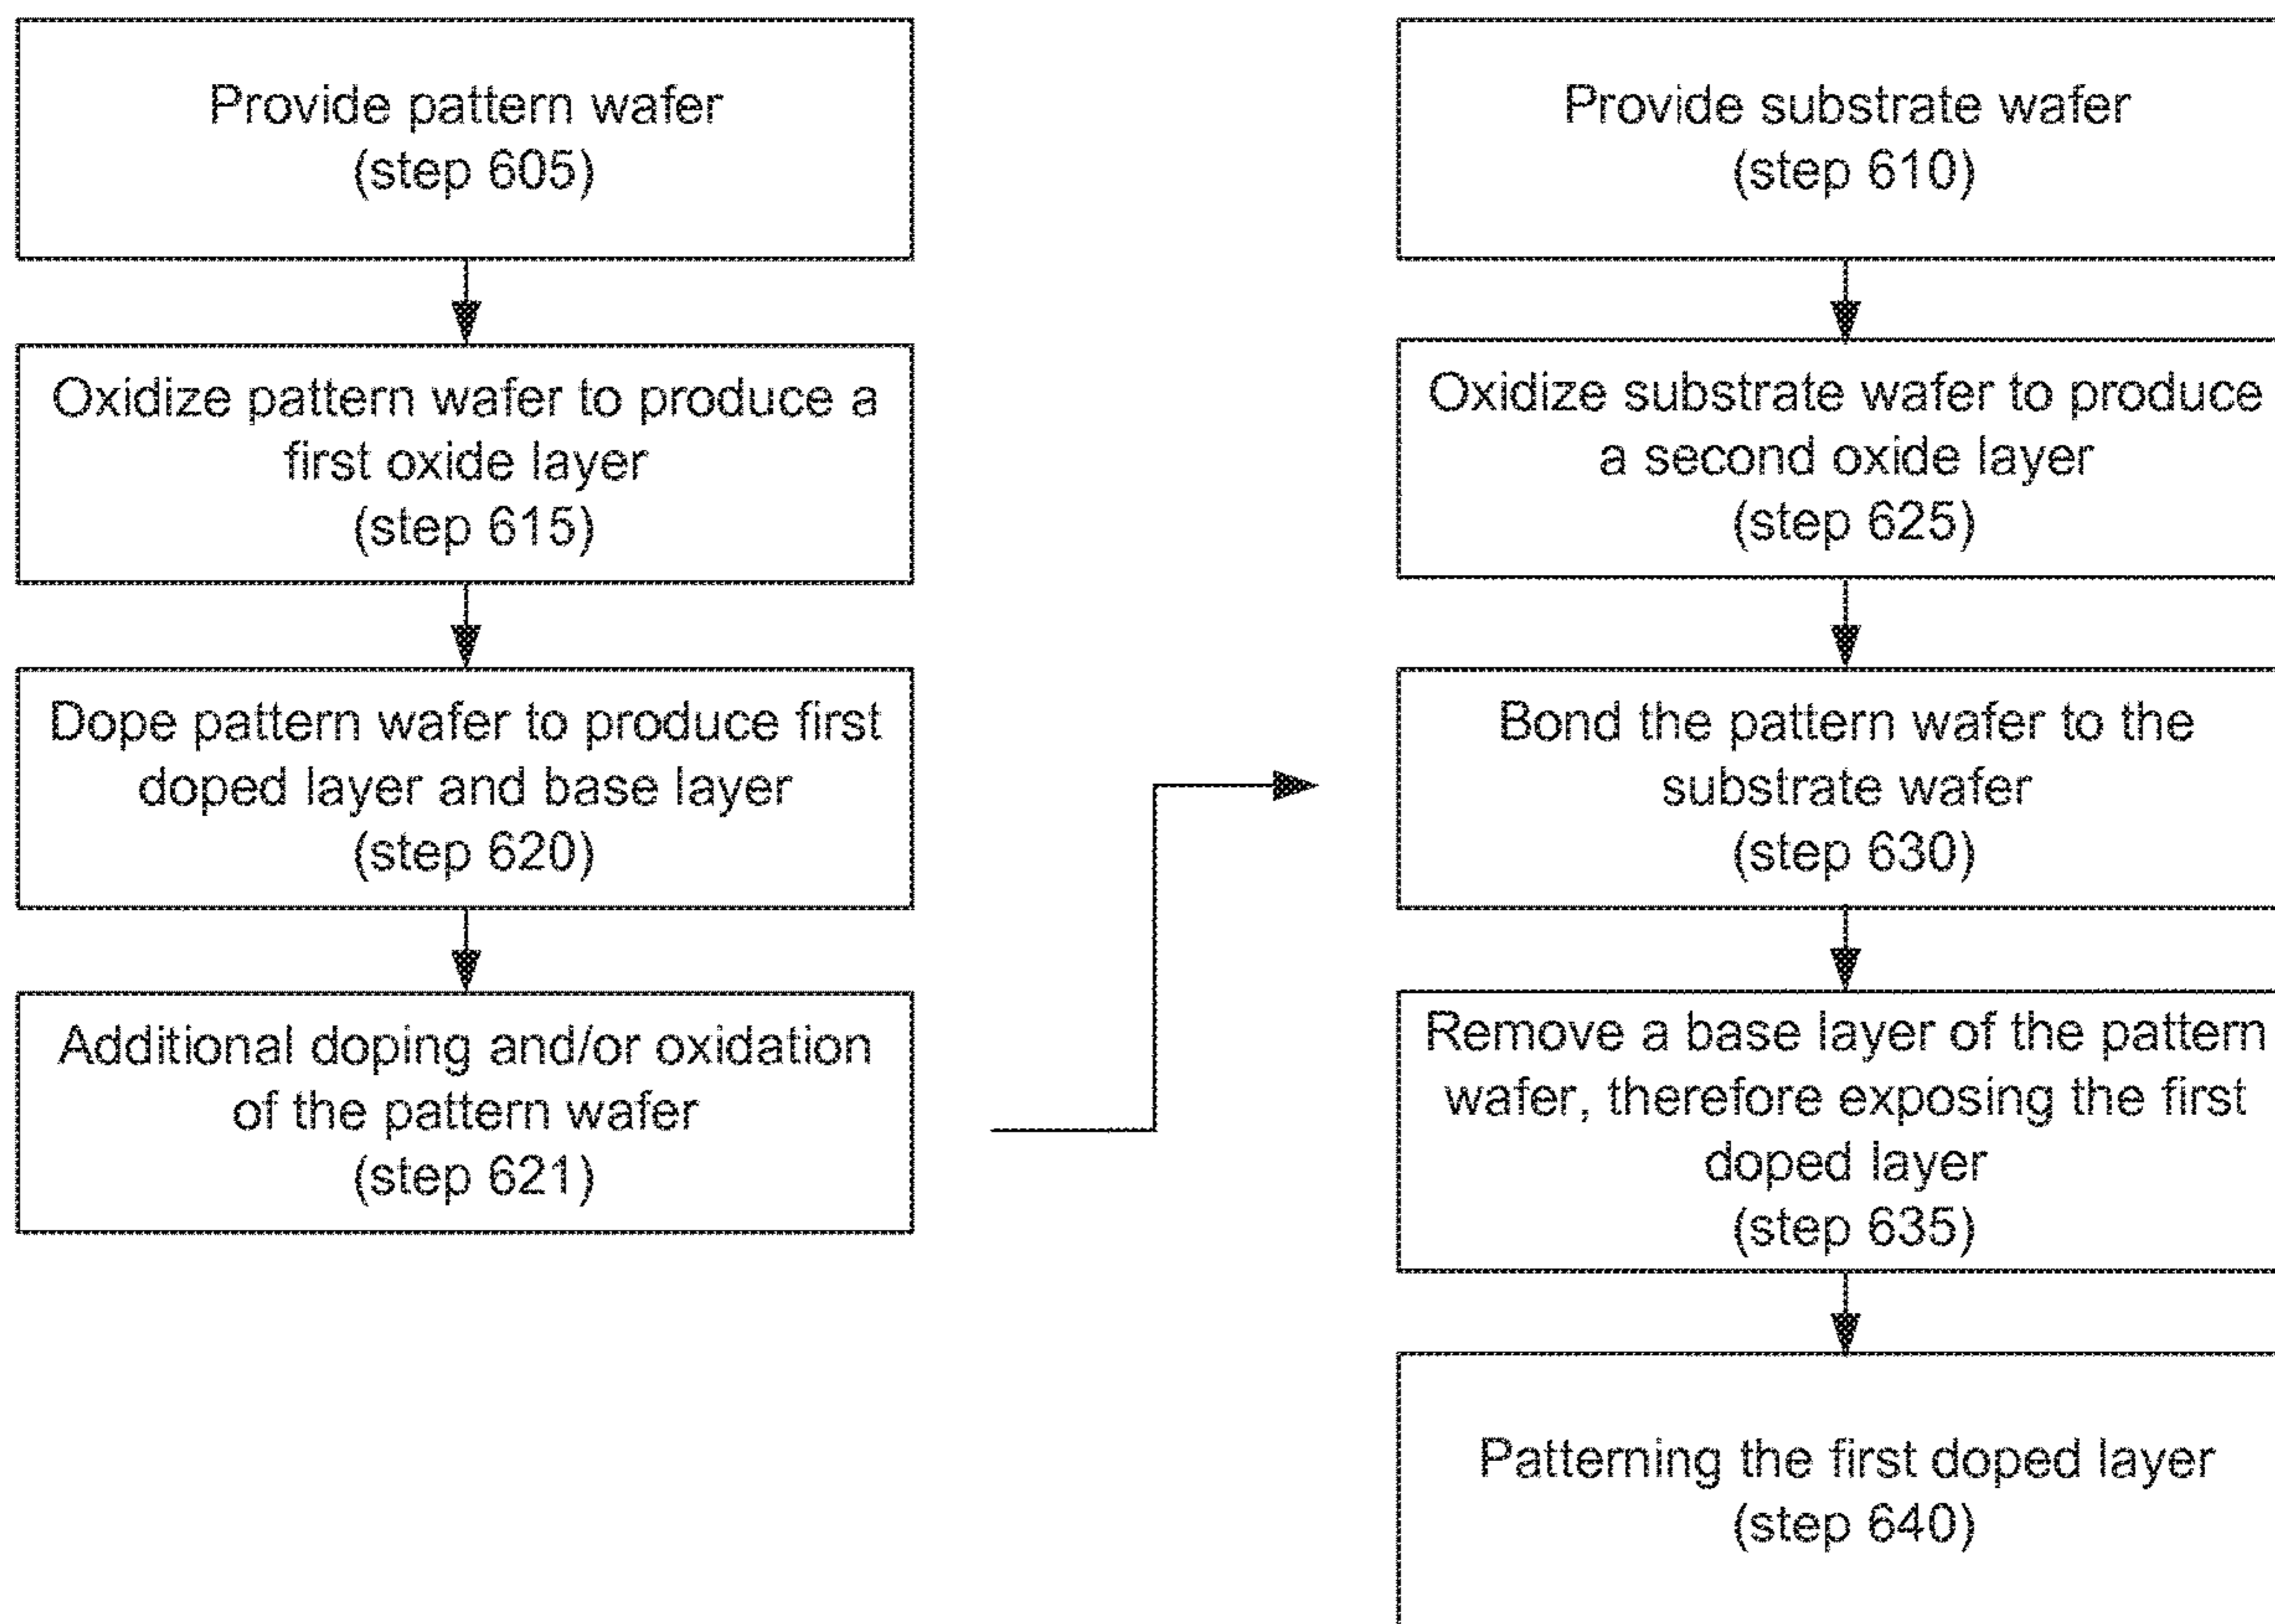 Provide pattern wafer
(step 605)
Oxidize pattern wafer to produce a
first oxide layer
(step 615)
Dope pattern wafer to produce first
doped layer and base layer
(step 620)
Additional doping and/or oxidation
of the pattern wafer
(step 621)
Provide substrate wafer
(step 610)
Oxidize substrate wafer to produce
a second oxide layer
(step 625)
Bond the pattern wafer to the
substrate wafer
(step 630)
Remove a base layer of the pattern
wafer, therefore exposing the first
doped layer
(step 635)
Patterning the first doped layer
(step 640)